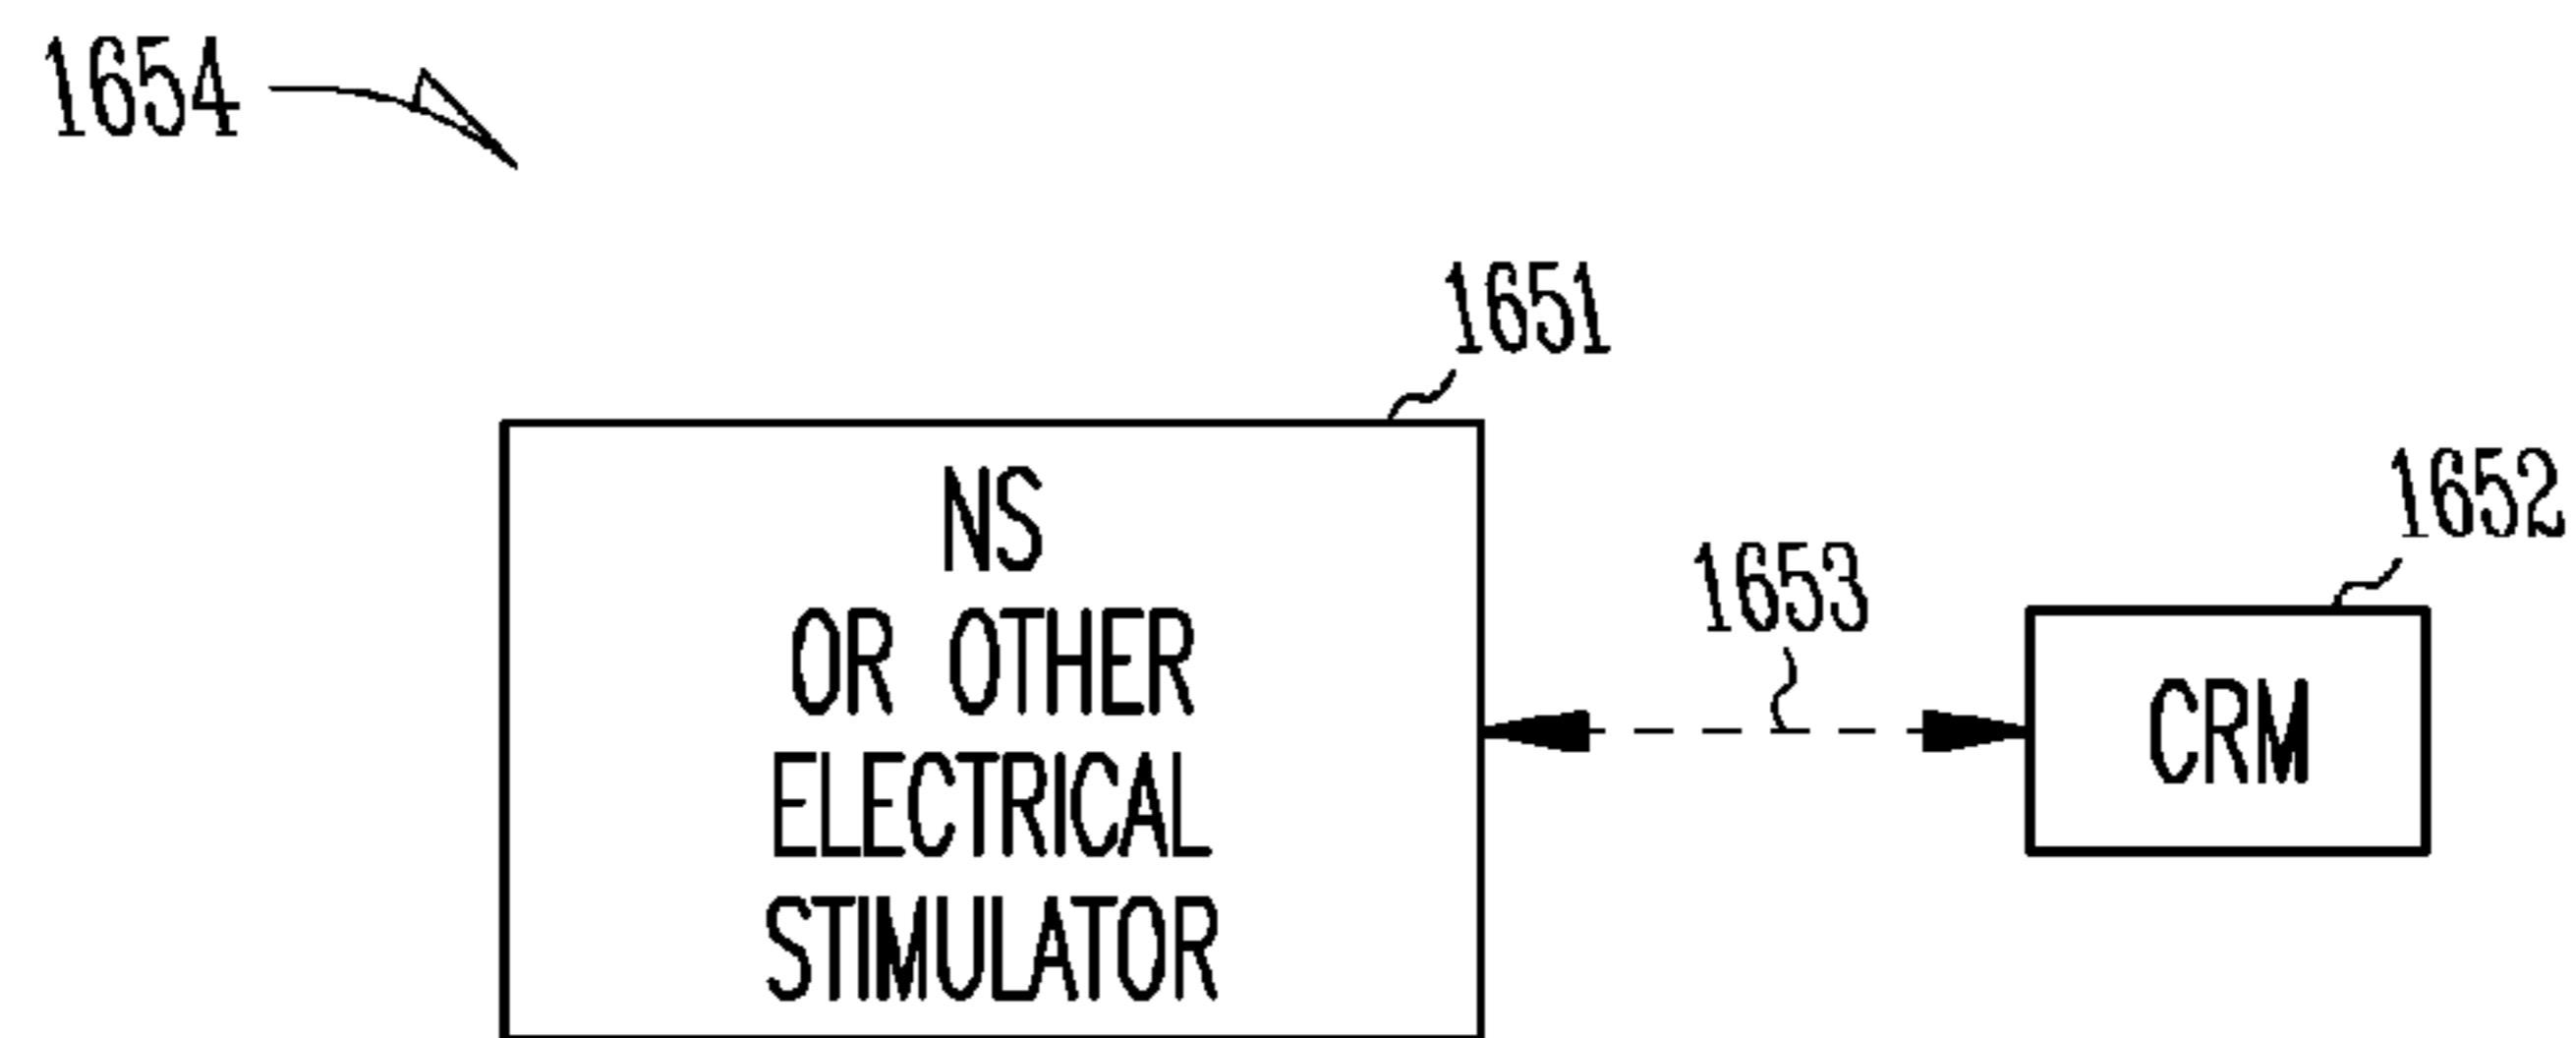 1654
1651
1652
1653
NS
OR OTHER
ELECTRICAL
STIMULATOR
CRM